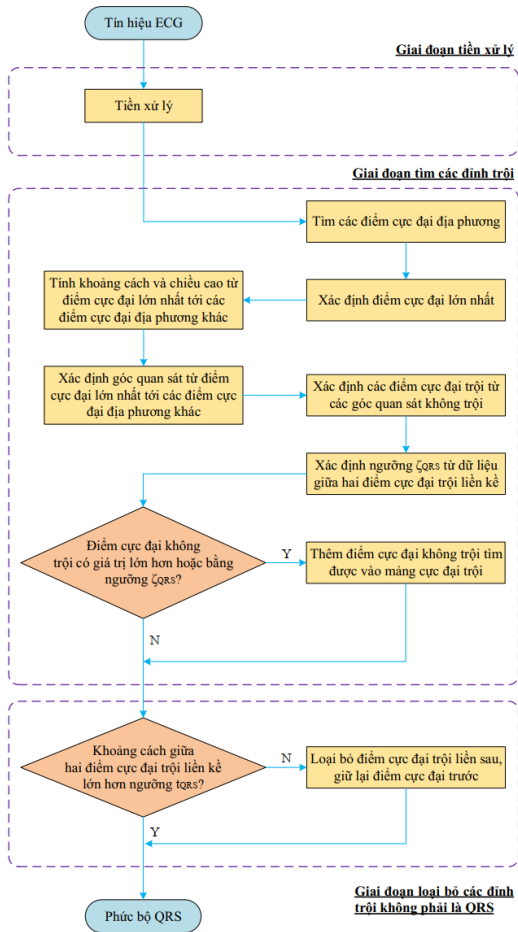 Tín hiệu ECG
Giai đoạn tiền xử lý
Tiền xử lý
Giai đoạn tìm các đỉnh trội
Tìm các điểm cực đại địa phương
Tính khoảng cách và chiều cao từ
điểm cực đại lớn nhất tới các
điểm cực đại địa phương khác
Xác định điểm cực đại lớn nhất
Xác định góc quan sát từ điểm
cực đại lớn nhất tới các điểm cực
đại địa phương khác
Xác định các điểm cực đại trội từ
các góc quan sát không trội
Xác định ngưỡng ζQRS từ dữ liệu
giữa hai điểm cực đại trội liền kề
Điểm cực đại không
trội có giá trị lớn hơn hoặc bằng
ngưỡng ζQRS?
Y
Thêm điểm cực đại không trội tìm
được vào mảng cực đại trội
N
Khoảng cách giữa
hai điểm cực đại trội liền kề
lớn hơn ngưỡng tQRS?
N
Loại bỏ điểm cực đại trội liền sau,
giữ lại điểm cực đại trước
Y
Giai đoạn loại bỏ các đỉnh
trội không phải là QRS
Phức bộ QRS